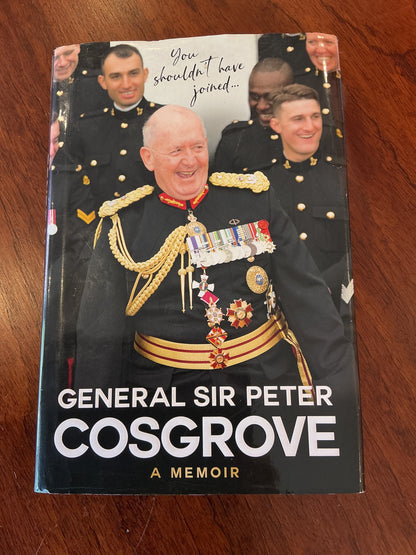 You
shouldn't have
joined...
GENERAL SIR PETER
COSGROVE
A MEMOIR